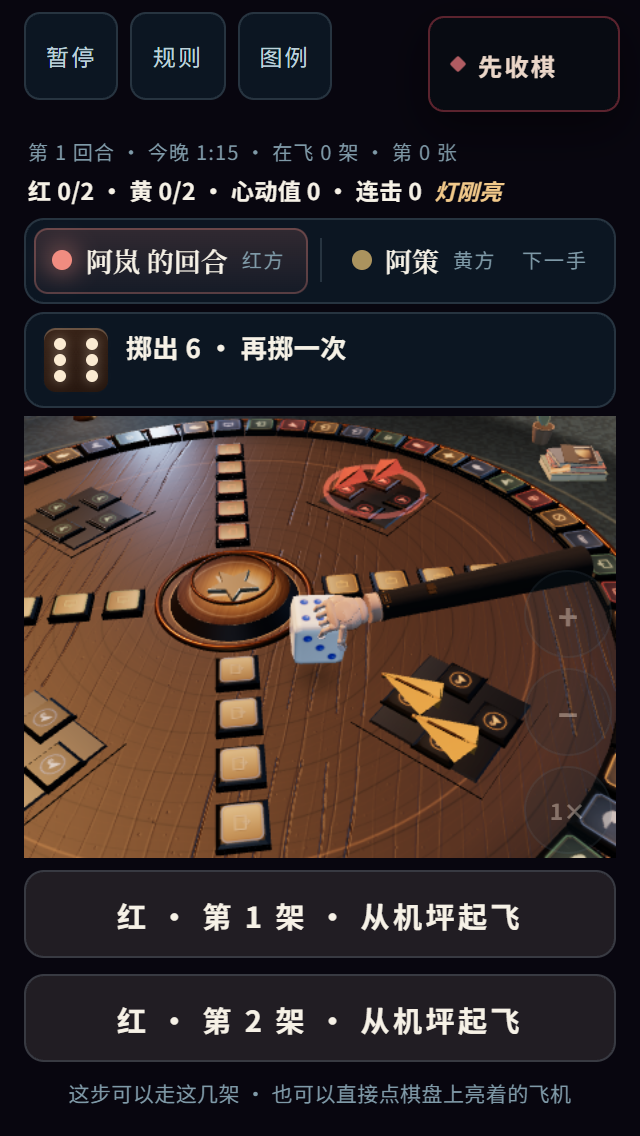 暂停 规则 图例
先收棋
第 1 回合 · 今晚 1:15 · 在飞 0 架 · 第 0 张
红 0/2 · 黄 0/2 · 心动值 0 · 连击 0 灯刚亮
阿岚 的回合 红方 阿策 黄方 下一手
掷出 6 · 再掷一次
+
−
1×
红 · 第 1 架 · 从机坪起飞
红 · 第 2 架 · 从机坪起飞
这步可以走这几架 · 也可以直接点棋盘上亮着的飞机